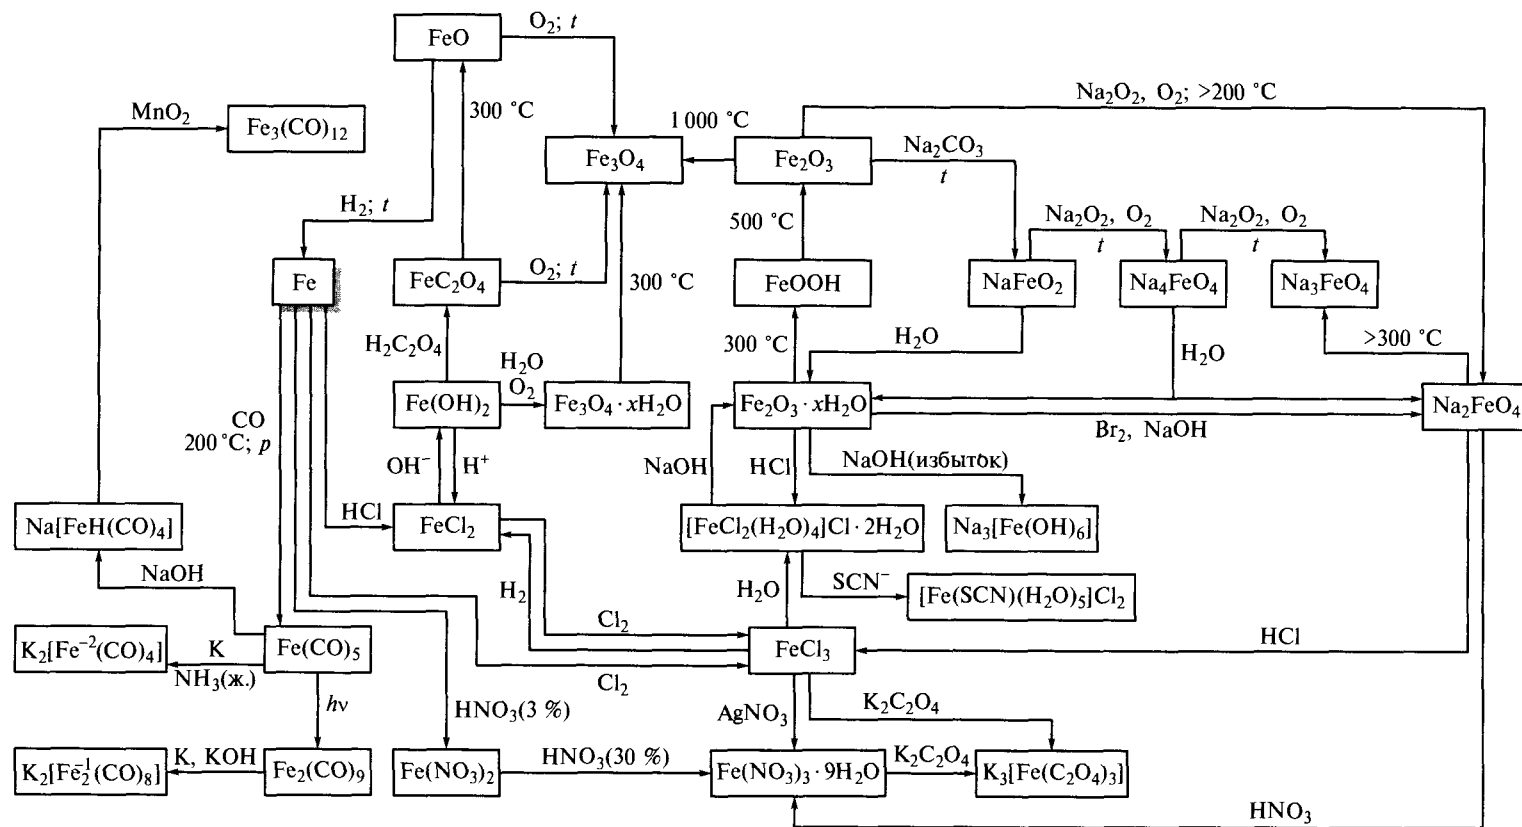 FeO
O₂; t
300 °C
MnO₂
Fe₃(CO)₁₂
Na₂O₂, O₂; >200 °C
1 000 °C
Fe₃O₄
Fe₂O₃
Na₂CO₃
t
H₂; t
500 °C
Na₂O₂, O₂
t
Na₂O₂, O₂
t
Fe
FeC₂O₄
O₂; t
300 °C
FeOOH
NaFeO₂
Na₄FeO₄
Na₃FeO₄
H₂C₂O₄
H₂O
O₂
300 °C
H₂O
H₂O
>300 °C
Fe(OH)₂
Fe₃O₄ · xH₂O
Fe₂O₃ · xH₂O
Na₂FeO₄
CO
200 °C; p
Br₂, NaOH
OH⁻
H⁺
NaOH
HCl
NaOH(избыток)
Na[FeH(CO)₄]
HCl
FeCl₂
[FeCl₂(H₂O)₄]Cl · 2H₂O
Na₃[Fe(OH)₆]
NaOH
H₂
H₂O
SCN⁻
[Fe(SCN)(H₂O)₅]Cl₂
Cl₂
K₂[Fe⁻²(CO)₄]
K
NH₃(ж.)
Fe(CO)₅
FeCl₃
HCl
Cl₂
hν
HNO₃(3 %)
AgNO₃
K₂C₂O₄
K₂[Fe₂⁻¹(CO)₈]
K, KOH
Fe₂(CO)₉
Fe(NO₃)₂
HNO₃(30 %)
Fe(NO₃)₃ · 9H₂O
K₂C₂O₄
K₃[Fe(C₂O₄)₃]
HNO₃